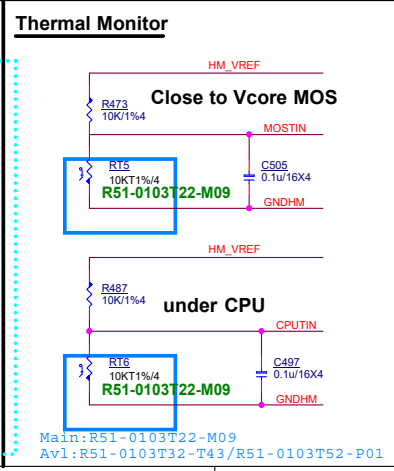 Thermal Monitor
HM_VREF
R473
10K/1%4
Close to Vcore MOS
MOSTIN
RT5
10KT1%/4
R51-0103T22-M09
C505
0.1u/16X4
GNDHM
HM_VREF
R487
10K/1%4
under CPU
CPUTIN
RT6
10KT1%/4
R51-0103T22-M09
C497
0.1u/16X4
GNDHM
Main:R51-0103T22-M09
Avl:R51-0103T32-T43/R51-0103T52-P01